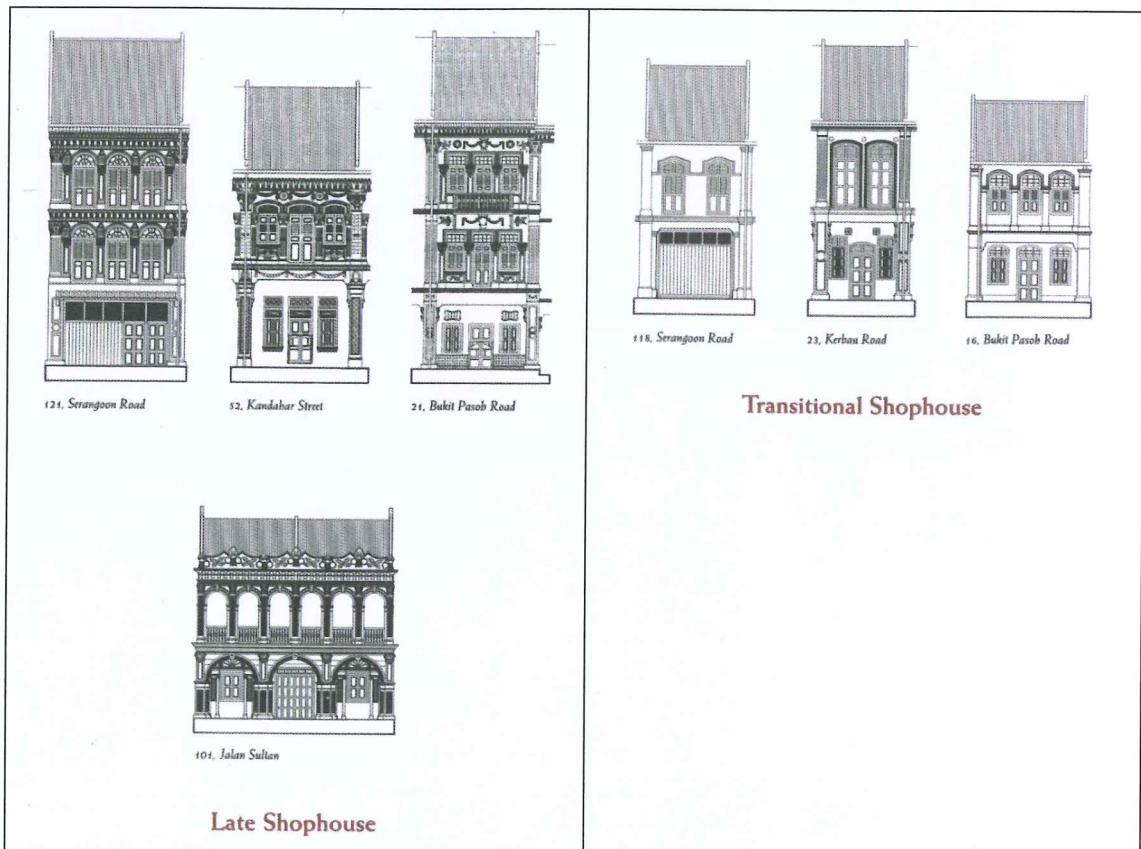 121, Serangoon Road
52, Kandahar Street
21, Bukit Pasoh Road
101, Jalan Sultan
Late Shophouse
118, Serangoon Road
23, Kerbau Road
16, Bukit Pasoh Road
Transitional Shophouse